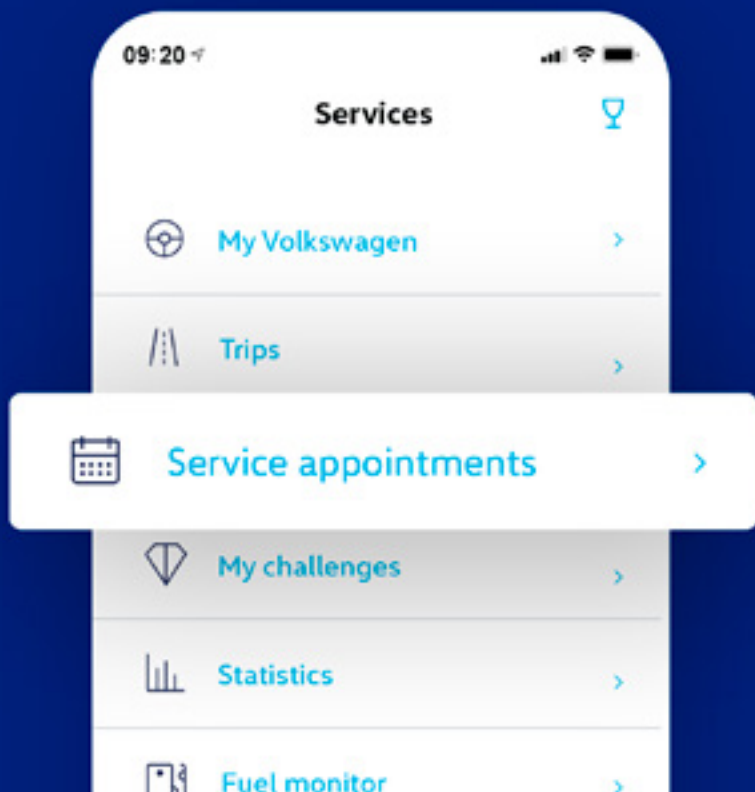 09:20
Services
My Volkswagen
Trips
Service appointments
My challenges
Statistics
Fuel monitor